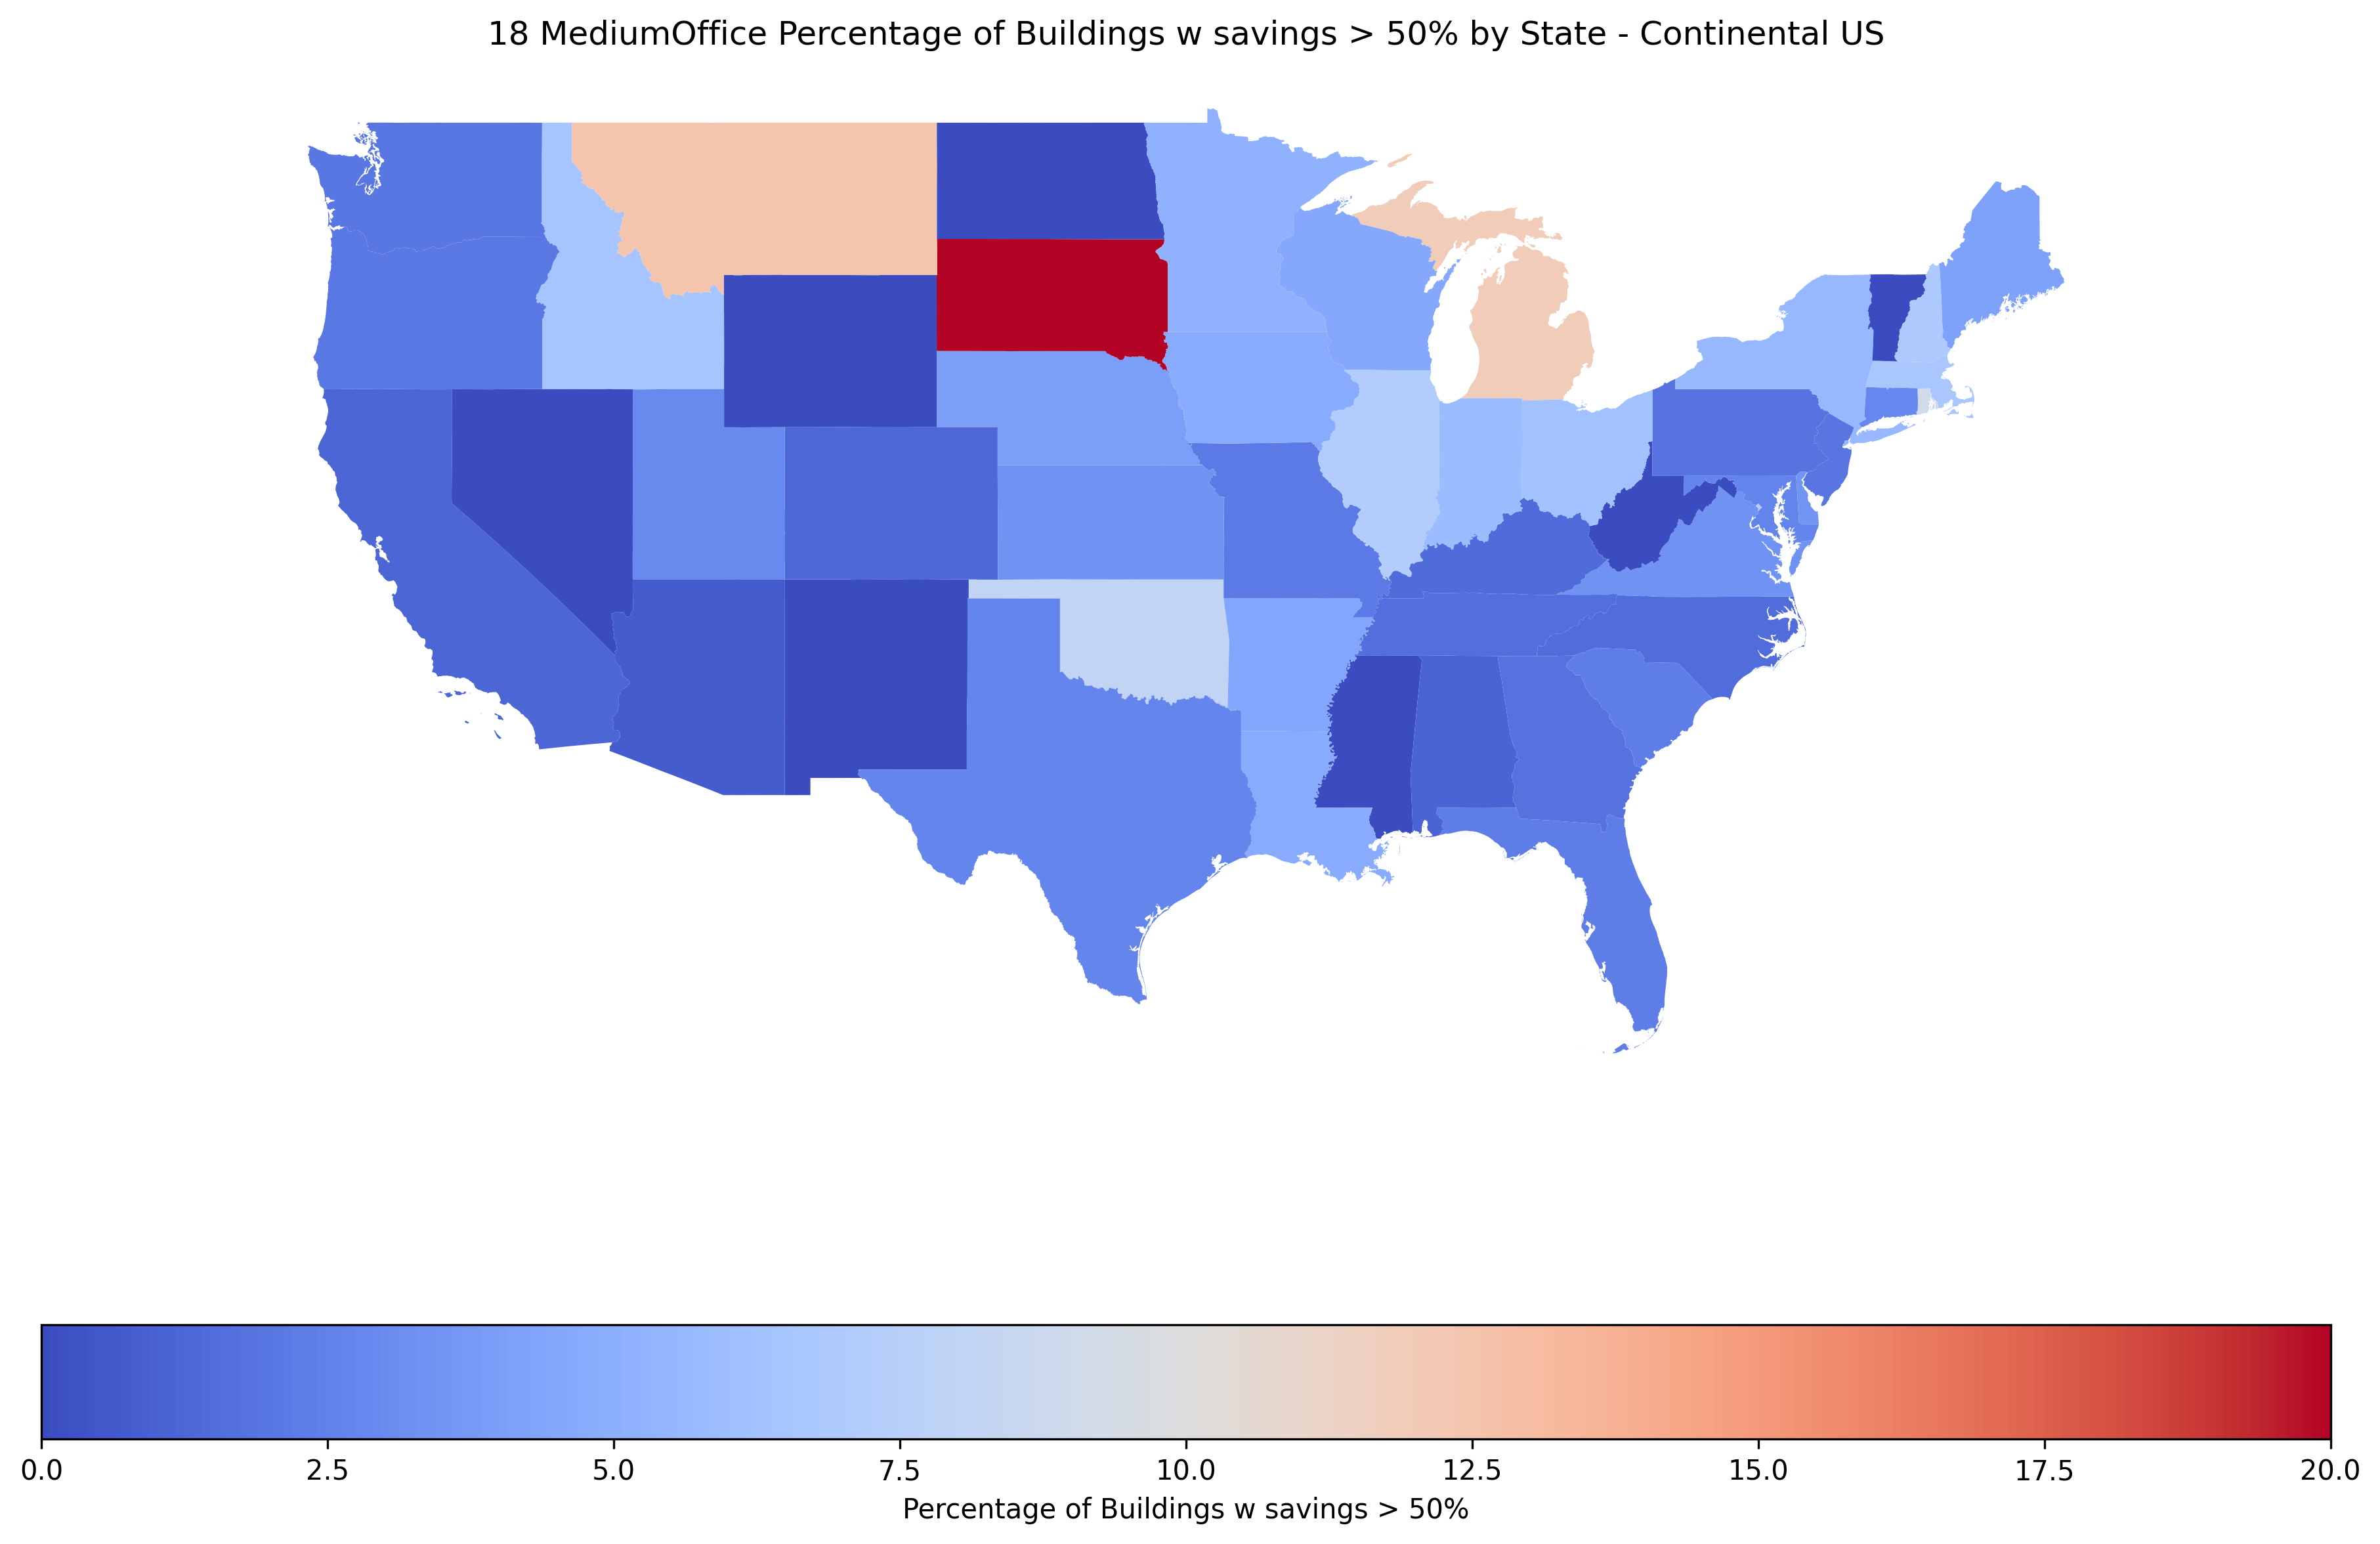 18 MediumOffice Percentage of Buildings w savings > 50% by State - Continental US
0.0 2.5 5.0 7.5 10.0 12.5 15.0 17.5 20.0
Percentage of Buildings w savings > 50%